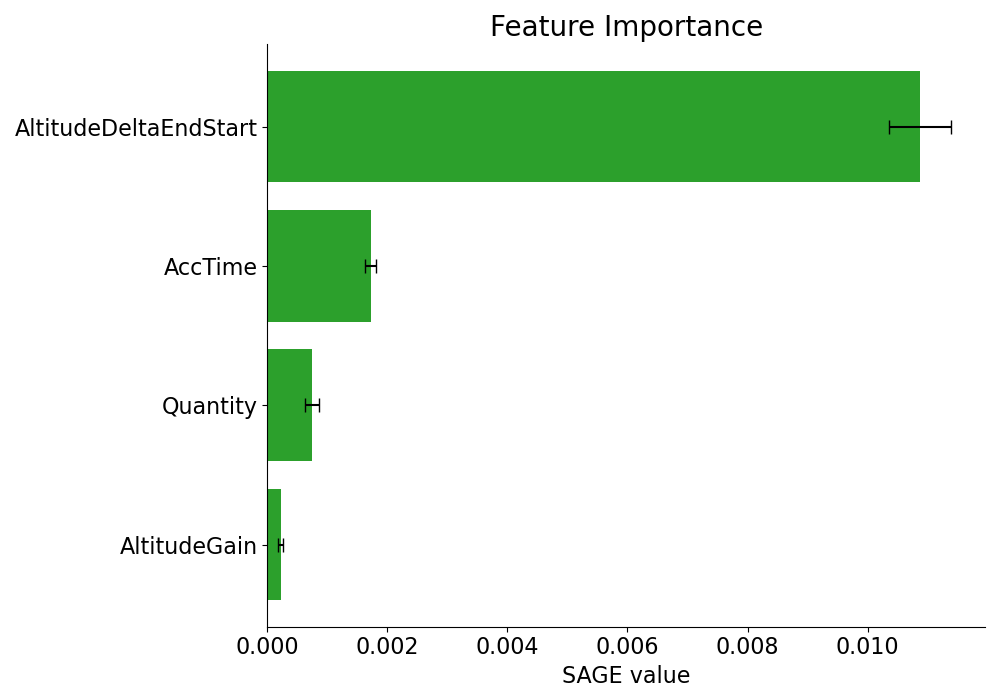 Feature Importance
AltitudeDeltaEndStart
AccTime
Quantity
AltitudeGain
0.000 0.002 0.004 0.006 0.008 0.010
SAGE value